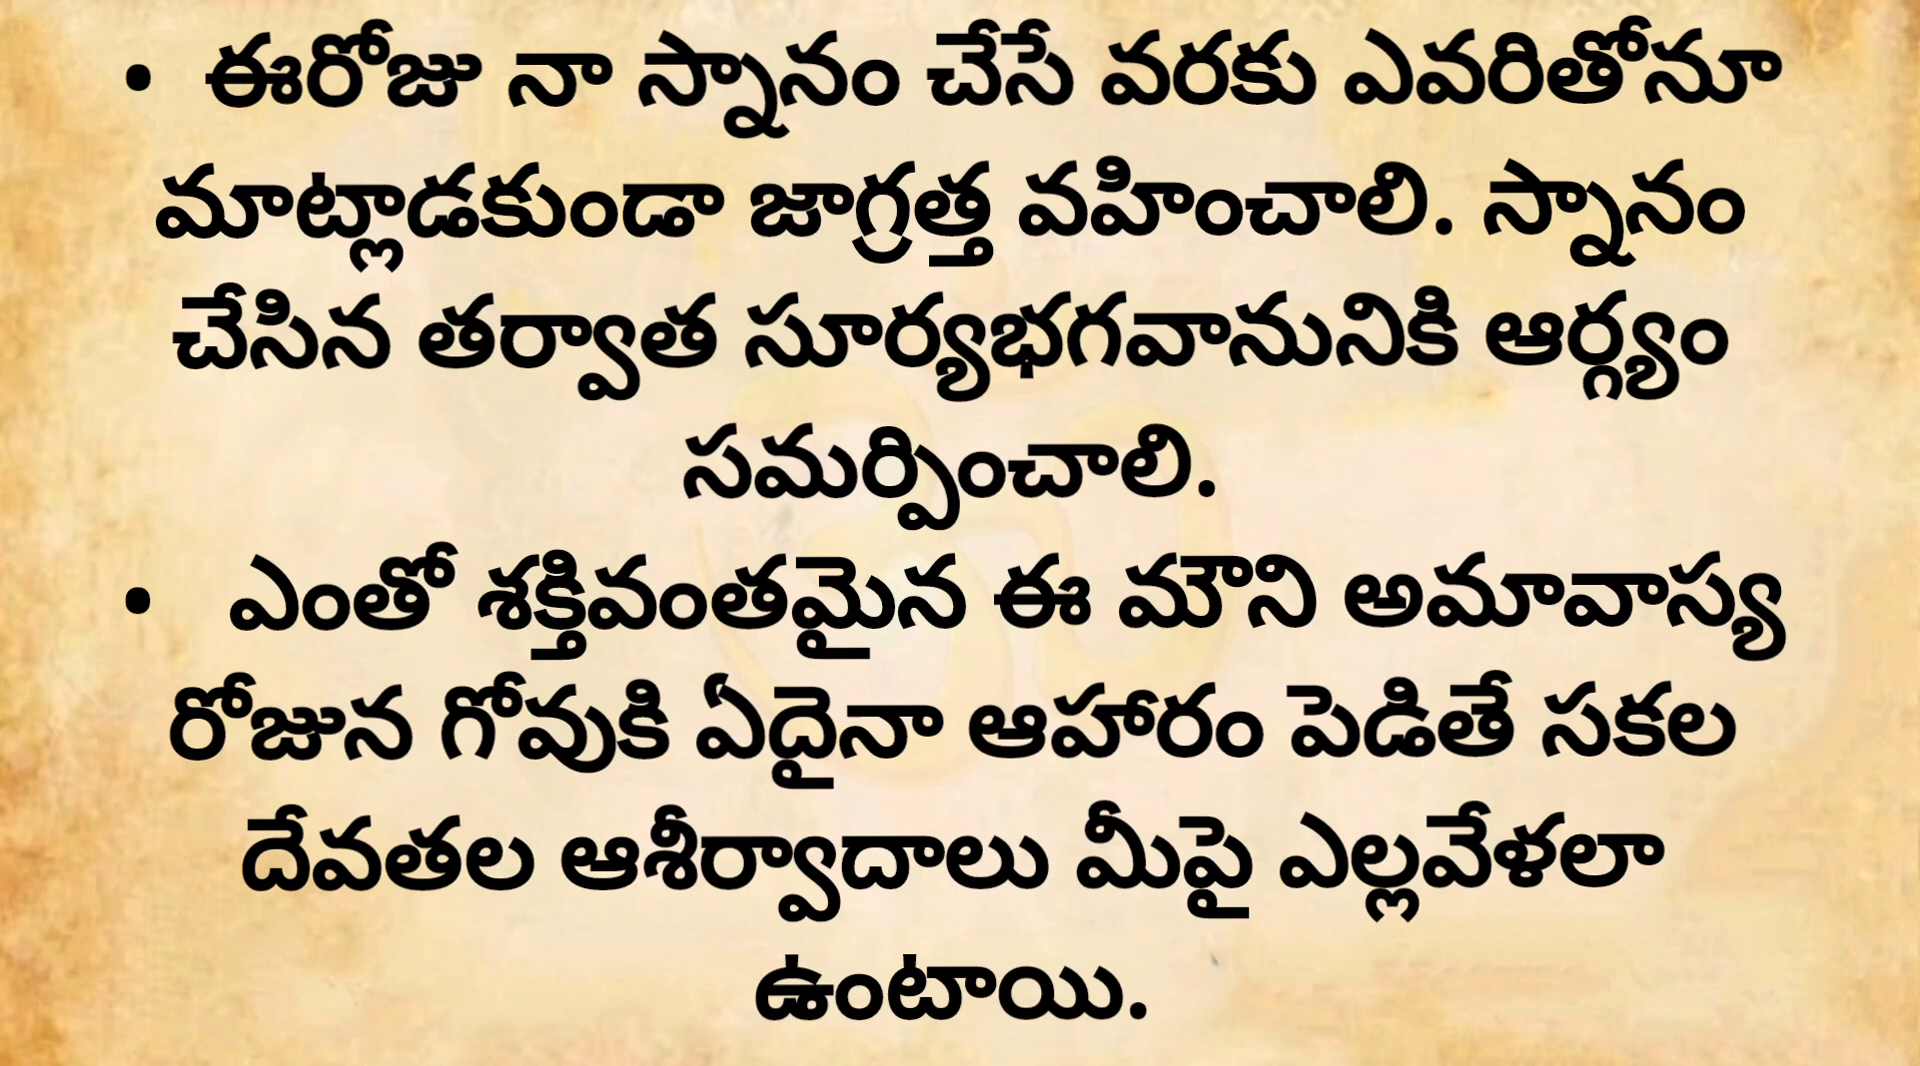 • ఈరోజు నా స్నానం చేసే వరకు ఎవరితోనూ
మాట్లాడకుండా జాగ్రత్త వహించాలి. స్నానం
చేసిన తర్వాత సూర్యభగవానునికి ఆర్గ్యం
సమర్పించాలి.
• ఎంతో శక్తివంతమైన ఈ మౌని అమావాస్య
రోజున గోవుకి ఏదైనా ఆహారం పెడితే సకల
దేవతల ఆశీర్వాదాలు మీపై ఎల్లవేళలా
ఉంటాయి.